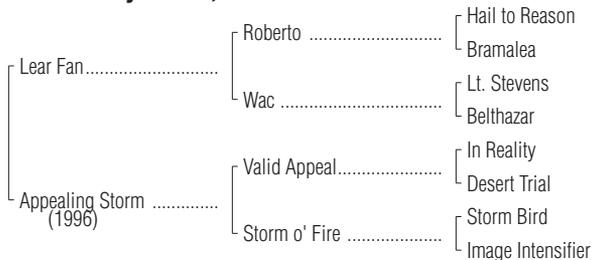 Hail to Reason
Roberto
Bramalea
Lear Fan
Lt. Stevens
Wac
Belthazar
In Reality
Valid Appeal
Desert Trial
Appealing Storm
(1996)
Storm Bird
Storm o' Fire
Image Intensifier